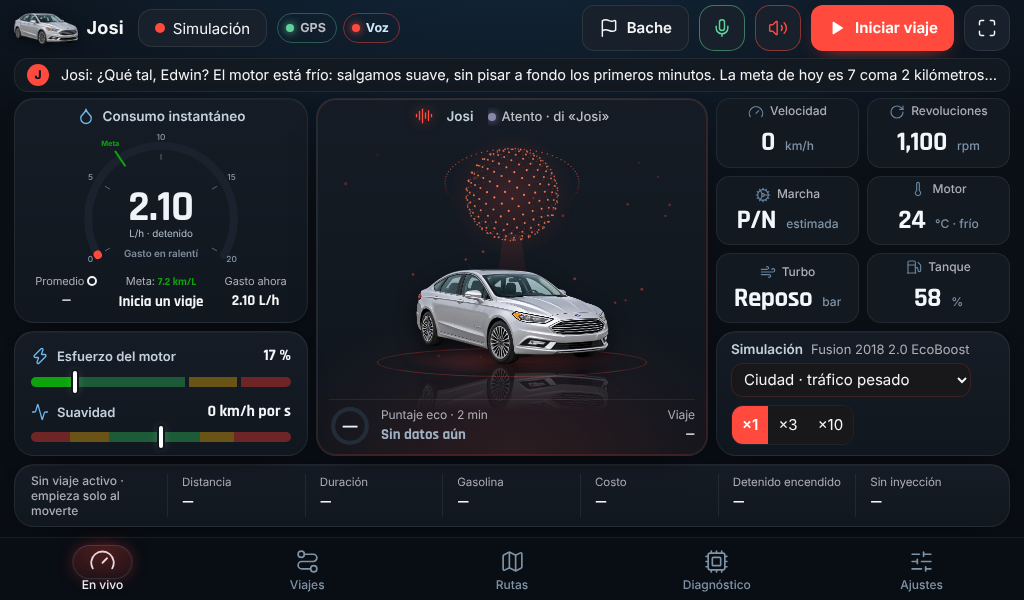 Josi
Simulación
GPS
Voz
Bache
Iniciar viaje
J
Josi: ¿Qué tal, Edwin? El motor está frío: salgamos suave, sin pisar a fondo los primeros minutos. La meta de hoy es 7 coma 2 kilómetros...
Consumo instantáneo
Meta
0
5
10
15
20
2.10
L/h · detenido
Gasto en ralentí
Promedio
–
Meta: 7.2 km/L
Inicia un viaje
Gasto ahora
2.10 L/h
Esfuerzo del motor
17 %
Suavidad
0 km/h por s
Josi
Atento · di «Josi»
–
Puntaje eco · 2 min
Sin datos aún
Viaje
–
Velocidad
0 km/h
Revoluciones
1,100 rpm
Marcha
P/N estimada
Motor
24 °C · frío
Turbo
Reposo bar
Tanque
58 %
Simulación Fusion 2018 2.0 EcoBoost
Ciudad · tráfico pesado
×1 ×3 ×10
Sin viaje activo ·
empieza solo al
moverte
Distancia
–
Duración
–
Gasolina
–
Costo
–
Detenido encendido
–
Sin inyección
–
En vivo
Viajes
Rutas
Diagnóstico
Ajustes